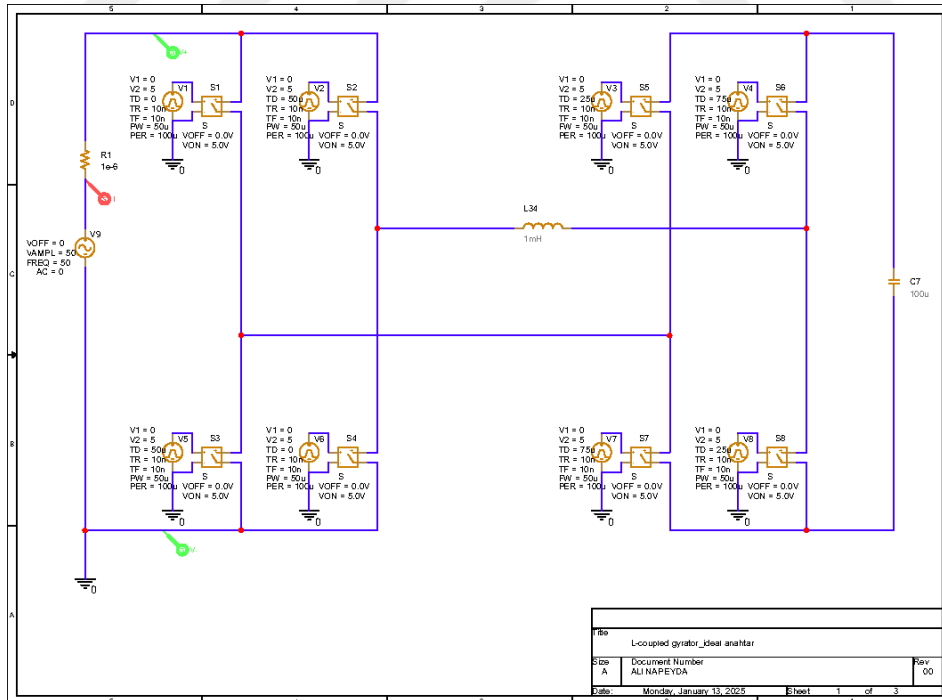 5 4 3 2 1
D
C
B
A
V1 = 0
V2 = 5
TD = 0
TR = 10n
TF = 10n
PW = 50u
PER = 100u
V1
S1
S
VOFF = 0.0V
VON = 5.0V
0
V1 = 0
V2 = 5
TD = 50u
TR = 10n
TF = 10n
PW = 50u
PER = 100u
V2
S2
S
VOFF = 0.0V
VON = 5.0V
0
V1 = 0
V2 = 5
TD = 25u
TR = 10n
TF = 10n
PW = 50u
PER = 100u
V3
S5
S
VOFF = 0.0V
VON = 5.0V
0
V1 = 0
V2 = 5
TD = 75u
TR = 10n
TF = 10n
PW = 50u
PER = 100u
V4
S6
S
VOFF = 0.0V
VON = 5.0V
0
R1
1e-6
I
V9
VOFF = 0
VAMPL = 50
FREQ = 50
AC = 0
L34
1mH
C7
100u
V1 = 0
V2 = 5
TD = 50u
TR = 10n
TF = 10n
PW = 50u
PER = 100u
V5
S3
S
VOFF = 0.0V
VON = 5.0V
0
V1 = 0
V2 = 5
TD = 0
TR = 10n
TF = 10n
PW = 50u
PER = 100u
V6
S4
S
VOFF = 0.0V
VON = 5.0V
0
V1 = 0
V2 = 5
TD = 75u
TR = 10n
TF = 10n
PW = 50u
PER = 100u
V7
S7
S
VOFF = 0.0V
VON = 5.0V
0
V1 = 0
V2 = 5
TD = 25u
TR = 10n
TF = 10n
PW = 50u
PER = 100u
V8
S8
S
VOFF = 0.0V
VON = 5.0V
0
0
Title
L-coupled gyrator_ideal anahtar
Size Document Number Rev
A ALI NAPEYDA 00
Date: Monday, January 13, 2025 Sheet 1 of 3